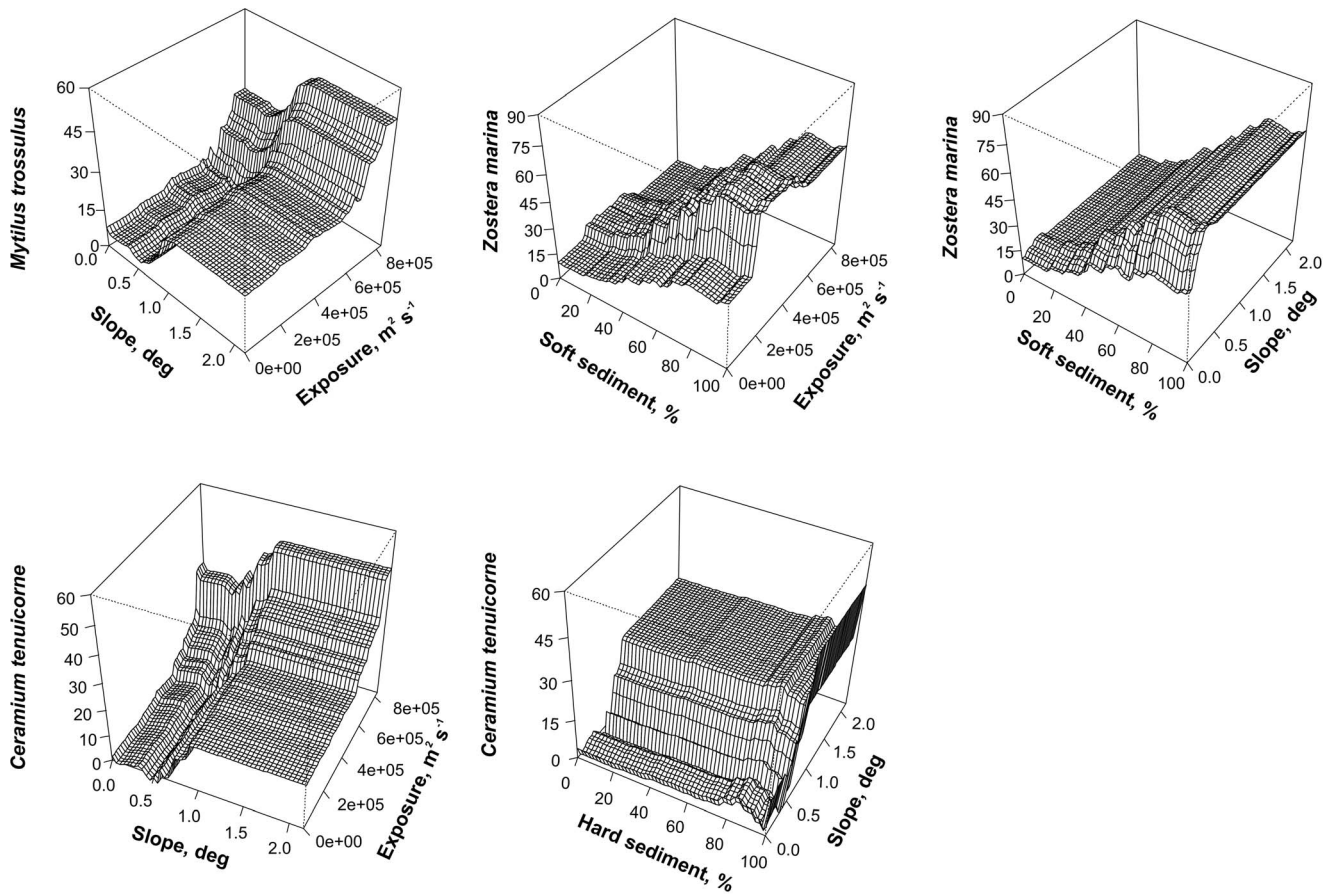 Mytilus trossulus
60
45
30
15
0
0.0
0.5
1.0
1.5
2.0
Slope, deg
0e+00
2e+05
4e+05
6e+05
8e+05
Exposure, m² s⁻¹
Zostera marina
90
75
60
45
30
15
0
0
20
40
60
80
100
Soft sediment, %
0e+00
2e+05
4e+05
6e+05
8e+05
Exposure, m² s⁻¹
Zostera marina
90
75
60
45
30
15
0
0
20
40
60
80
100
Soft sediment, %
0.0
0.5
1.0
1.5
2.0
Slope, deg
Ceramium tenuicorne
60
50
40
30
20
10
0
0.0
0.5
1.0
1.5
2.0
Slope, deg
0e+00
2e+05
4e+05
6e+05
8e+05
Exposure, m² s⁻¹
Ceramium tenuicorne
60
45
30
15
0
0
20
40
60
80
100
Hard sediment, %
0.0
0.5
1.0
1.5
2.0
Slope, deg